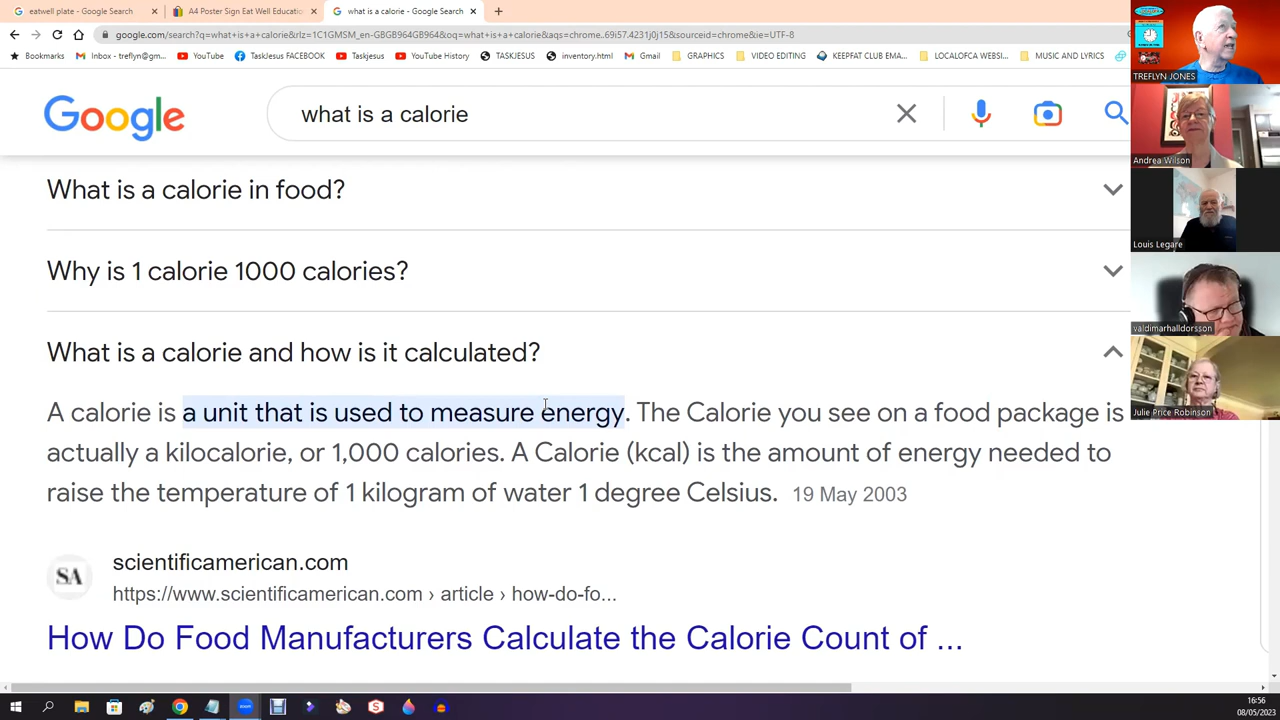 eatwell plate - Google Search
A4 Poster Sign Eat Well Educatio
what is a calorie - Google Search
google.com/search?q=what+is+a+calorie&rlz=1C1GMSM_en-GBGB964GB964&q=what+is+a+calorie&aqs=chrome..69i57.4231j0j15&sourceid=chrome&ie=UTF-8
Bookmarks
Inbox - treflyn@gm...
YouTube
TaskJesus FACEBOOK
Taskjesus
YouTube History
TASKJESUS
inventory.html
Gmail
GRAPHICS
VIDEO EDITING
KEEPFAT CLUB EMA...
LOCALOFCA WEBSI...
MUSIC AND LYRICS
Google
what is a calorie
What is a calorie in food?
Why is 1 calorie 1000 calories?
What is a calorie and how is it calculated?
A calorie is a unit that is used to measure energy. The Calorie you see on a food package is
actually a kilocalorie, or 1,000 calories. A Calorie (kcal) is the amount of energy needed to
raise the temperature of 1 kilogram of water 1 degree Celsius. 19 May 2003
SA
scientificamerican.com
https://www.scientificamerican.com › article › how-do-fo...
How Do Food Manufacturers Calculate the Calorie Count of ...
TREFLYN JONES
Andrea Wilson
Louis Legare
valdimarhalldorsson
Julie Price Robinson
16:56
08/05/2023